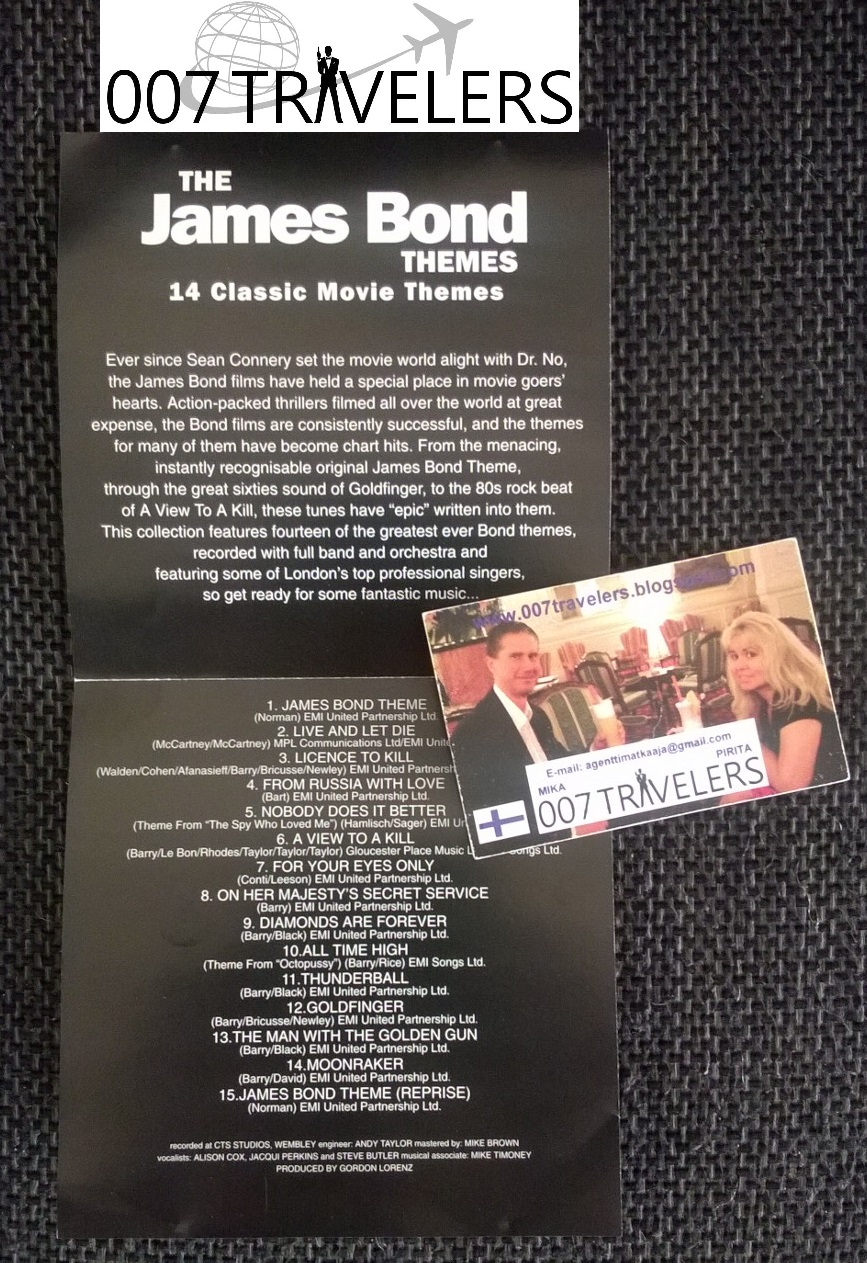 007 TRAVELERS
THE
James Bond
THEMES
14 Classic Movie Themes
Ever since Sean Connery set the movie world alight with Dr. No,
the James Bond films have held a special place in movie goers'
hearts. Action-packed thrillers filmed all over the world at great
expense, the Bond films are consistently successful, and the themes
for many of them have become chart hits. From the menacing,
instantly recognisable original James Bond Theme,
through the great sixties sound of Goldfinger, to the 80s rock beat
of A View To A Kill, these tunes have “epic” written into them.
This collection features fourteen of the greatest ever Bond themes,
recorded with full band and orchestra and
featuring some of London's top professional singers,
so get ready for some fantastic music...
1. JAMES BOND THEME
(Norman) EMI United Partnership Ltd.
2. LIVE AND LET DIE
(McCartney/McCartney) MPL Communications Ltd/EMI
3. LICENCE TO KILL
(Walden/Cohen/Afanasieff/Barry/Bricusse/Newley) EMI United
4. FROM RUSSIA WITH LOVE
(Bart) EMI United Partnership Ltd.
5. NOBODY DOES IT BETTER
(Theme From “The Spy Who Loved Me”) (Hamlisch/Sager) EMI
6. A VIEW TO A KILL
(Barry/Le Bon/Rhodes/Taylor/Taylor/Taylor) Gloucester Place Music Ltd.
7. FOR YOUR EYES ONLY
(Conti/Leeson) EMI United Partnership Ltd.
8. ON HER MAJESTY'S SECRET SERVICE
(Barry) EMI United Partnership Ltd.
9. DIAMONDS ARE FOREVER
(Barry/Black) EMI United Partnership Ltd.
10.ALL TIME HIGH
(Theme From “Octopussy”) (Barry/Rice) EMI Songs Ltd.
11.THUNDERBALL
(Barry/Black) EMI United Partnership Ltd.
12.GOLDFINGER
(Barry/Bricusse/Newley) EMI United Partnership Ltd.
13.THE MAN WITH THE GOLDEN GUN
(Barry/Black) EMI United Partnership Ltd.
14.MOONRAKER
(Barry/David) EMI United Partnership Ltd.
15.JAMES BOND THEME (REPRISE)
(Norman) EMI United Partnership Ltd.
recorded at CTS STUDIOS, WEMBLEY engineer: ANDY TAYLOR mastered by: MIKE BROWN
vocalists: ALISON COX, JACQUI PERKINS and STEVE BUTLER musical associate: MIKE TIMONEY
PRODUCED BY GORDON LORENZ
www.007travelers.blogspot.com
E-mail: agenttimatkaaja@gmail.com
MIKA PIRITA
007 TRAVELERS